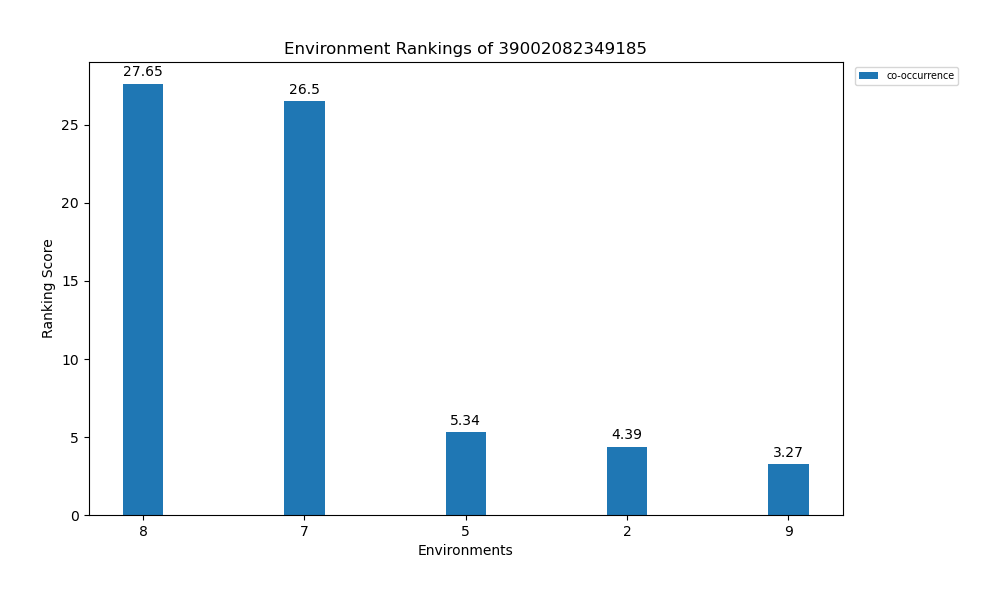 Environment Rankings of 39002082349185
co-occurrence
27.65
26.5
5.34
4.39
3.27
25
20
15
10
5
0
Ranking Score
8 7 5 2 9
Environments